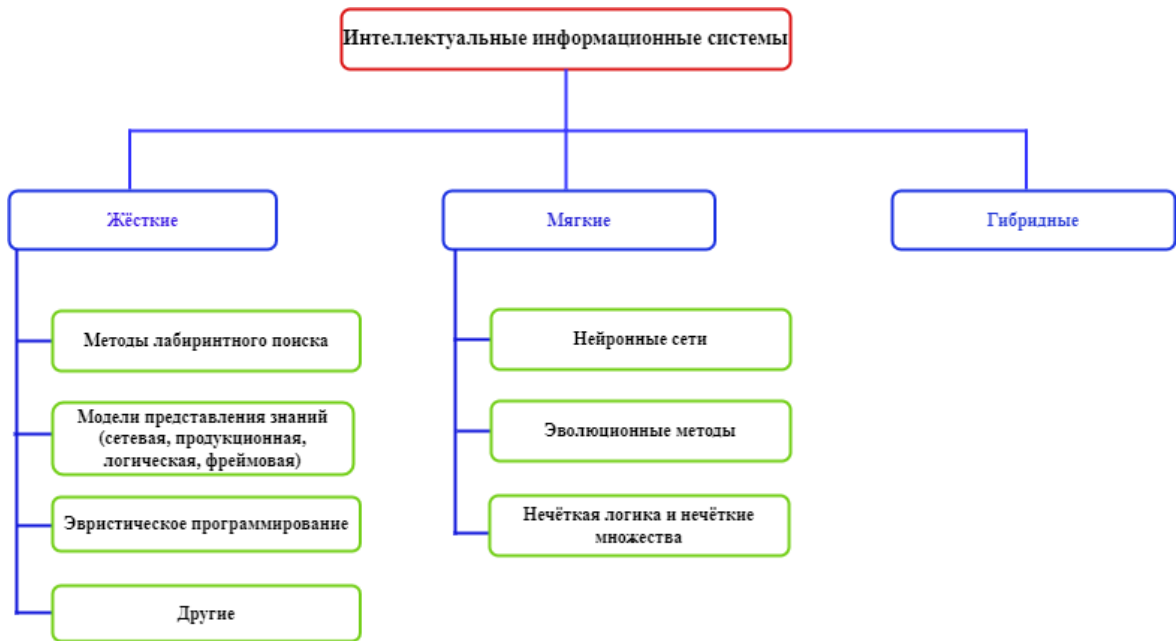 Интеллектуальные информационные системы
Жёсткие
Мягкие
Гибридные
Методы лабиринтного поиска
Модели представления знаний
(сетевая, продукционная,
логическая, фреймовая)
Эвристическое программирование
Другие
Нейронные сети
Эволюционные методы
Нечёткая логика и нечёткие
множества